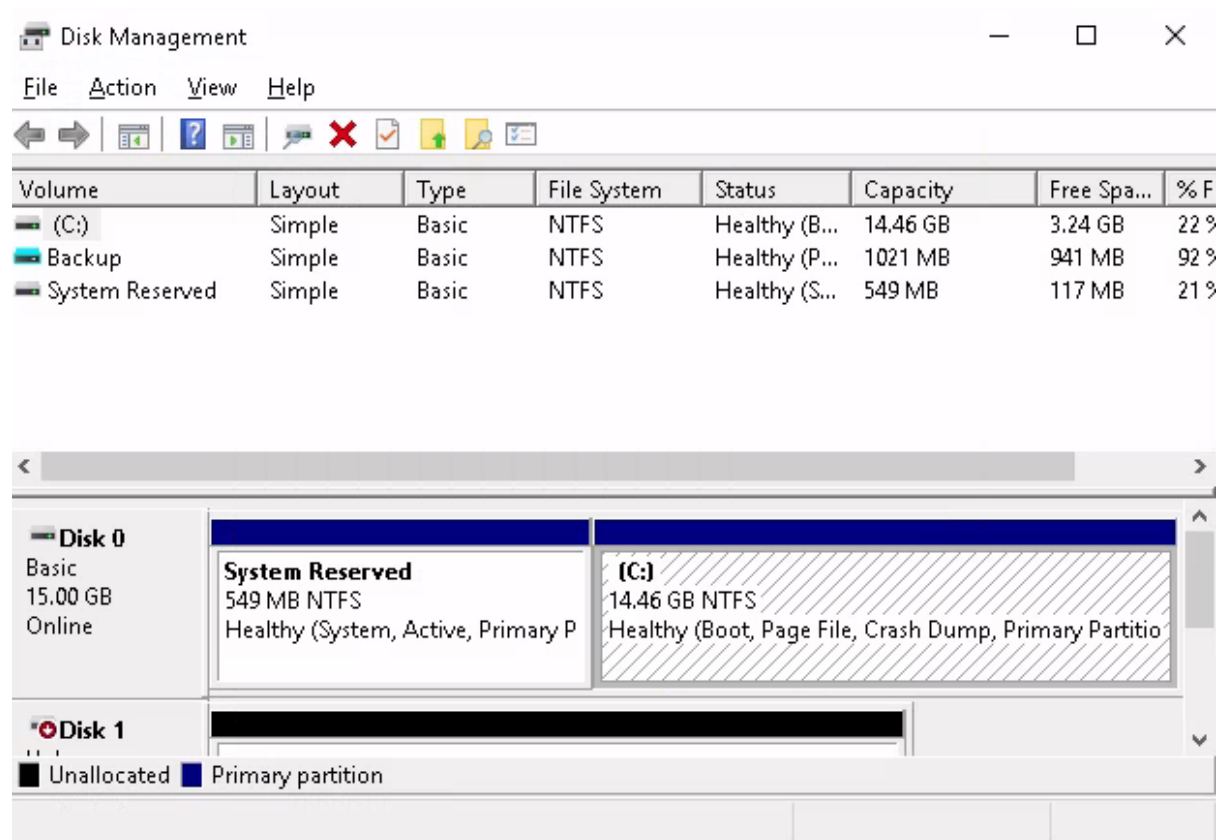 Disk Management
File Action View Help
Volume Layout Type File System Status Capacity Free Spa... % F
(C:) Simple Basic NTFS Healthy (B... 14.46 GB 3.24 GB 22 %
Backup Simple Basic NTFS Healthy (P... 1021 MB 941 MB 92 %
System Reserved Simple Basic NTFS Healthy (S... 549 MB 117 MB 21 %
Disk 0
Basic
15.00 GB
Online
System Reserved
549 MB NTFS
Healthy (System, Active, Primary P
(C:)
14.46 GB NTFS
Healthy (Boot, Page File, Crash Dump, Primary Partitio
Disk 1
Unallocated Primary partition